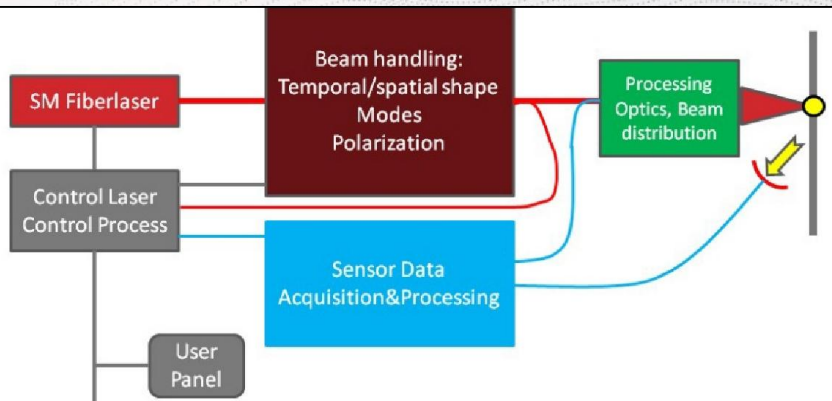 SM Fiberlaser
Beam handling:
Temporal/spatial shape
Modes
Polarization
Processing
Optics, Beam
distribution
Control Laser
Control Process
Sensor Data
Acquisition&Processing
User
Panel